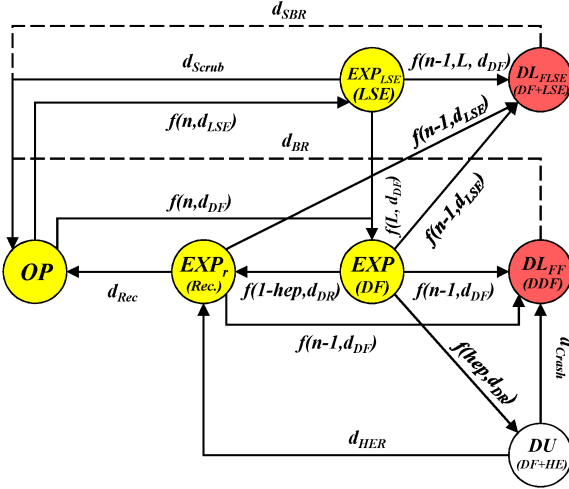 d_SBR
d_Scrub
EXP_LSE
(LSE)
f(n-1,L, d_DF)
DL_FLSE
(DF+LSE)
f(n,d_LSE)
d_BR
f(n-1,d_LSE)
f(n,d_DF)
f(L, d_DF)
f(n-1,d_LSE)
OP
d_Rec
EXP_r
(Rec.)
f(1-hep,d_DR)
EXP
(DF)
f(n-1,d_DF)
DL_FF
(DDF)
f(n-1,d_DF)
f(hep,d_DR)
d_Crash
d_HER
DU
(DF+HE)